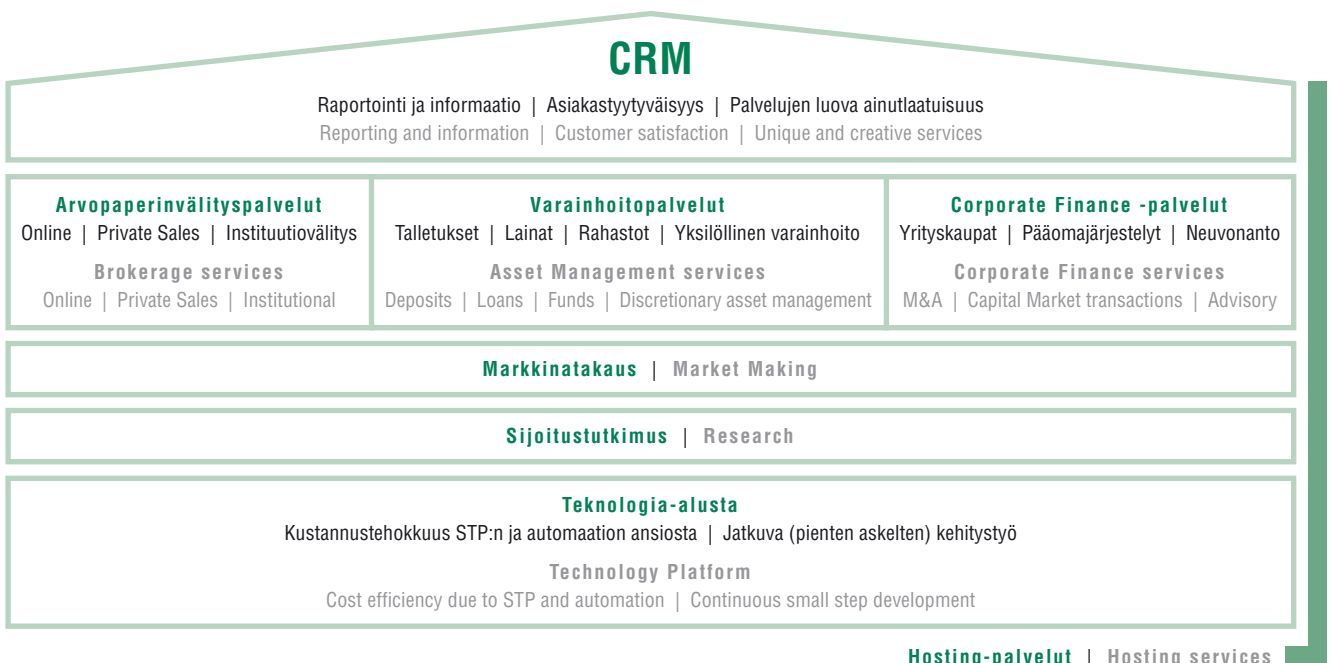 CRM
Raportointi ja informaatio | Asiakastyytyväisyys | Palvelujen luova ainutlaatuisuus
Reporting and information | Customer satisfaction | Unique and creative services
Arvopaperinvälityspalvelut
Online | Private Sales | Instituutiovälitys
Brokerage services
Online | Private Sales | Institutional
Varainhoitopalvelut
Talletukset | Lainat | Rahastot | Yksilöllinen varainhoito
Asset Management services
Deposits | Loans | Funds | Discretionary asset management
Corporate Finance -palvelut
Yrityskaupat | Pääomajärjestelyt | Neuvonanto
Corporate Finance services
M&A | Capital Market transactions | Advisory
Markkinatakaus | Market Making
Sijoitustutkimus | Research
Teknologia-alusta
Kustannustehokkuus STP:n ja automaation ansiosta | Jatkuva (pienten askelten) kehitystyö
Technology Platform
Cost efficiency due to STP and automation | Continuous small step development
Hosting-palvelut | Hosting services